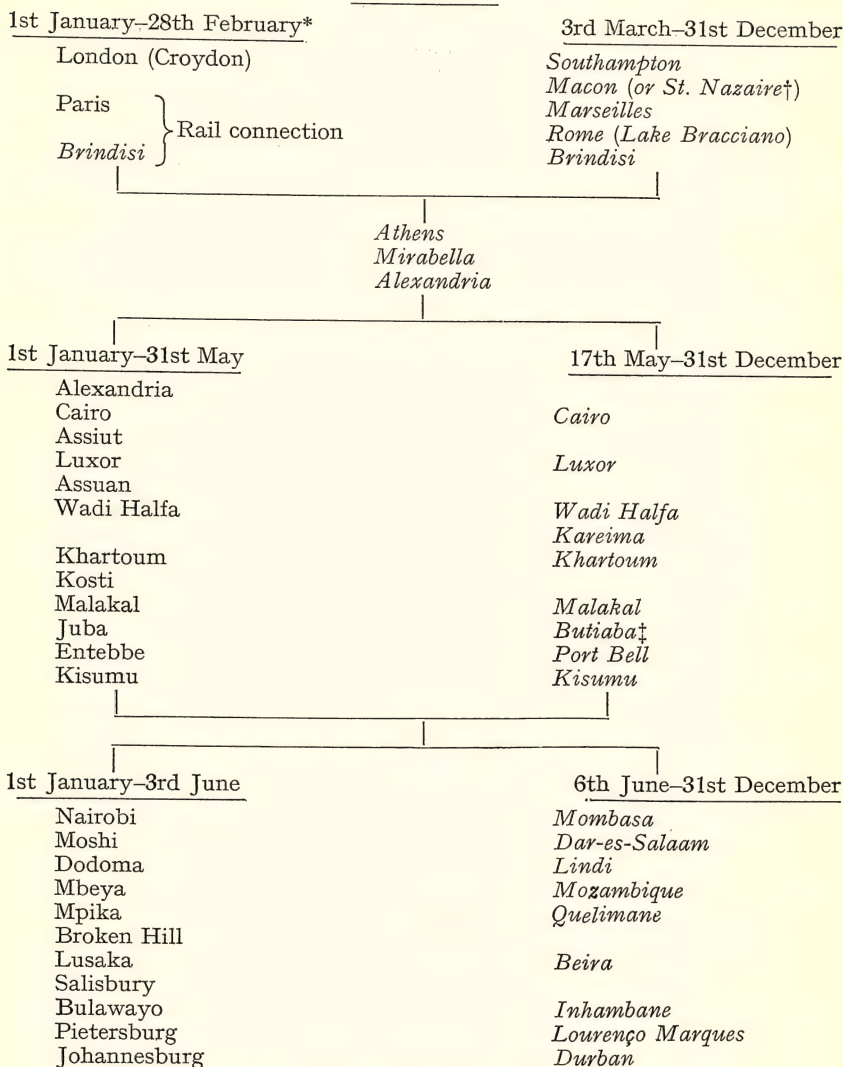 1st January–28th February*
London (Croydon)
Paris
Brindisi
Rail connection
3rd March–31st December
Southampton
Macon (or St. Nazaire†)
Marseilles
Rome (Lake Bracciano)
Brindisi
Athens
Mirabella
Alexandria
1st January–31st May
Alexandria
Cairo
Assiut
Luxor
Assuan
Wadi Halfa
Khartoum
Kosti
Malakal
Juba
Entebbe
Kisumu
17th May–31st December
Cairo
Luxor
Wadi Halfa
Kareima
Khartoum
Malakal
Butiaba‡
Port Bell
Kisumu
1st January–3rd June
Nairobi
Moshi
Dodoma
Mbeya
Mpika
Broken Hill
Lusaka
Salisbury
Bulawayo
Pietersburg
Johannesburg
6th June–31st December
Mombasa
Dar-es-Salaam
Lindi
Mozambique
Quelimane
Beira
Inhambane
Lourenço Marques
Durban